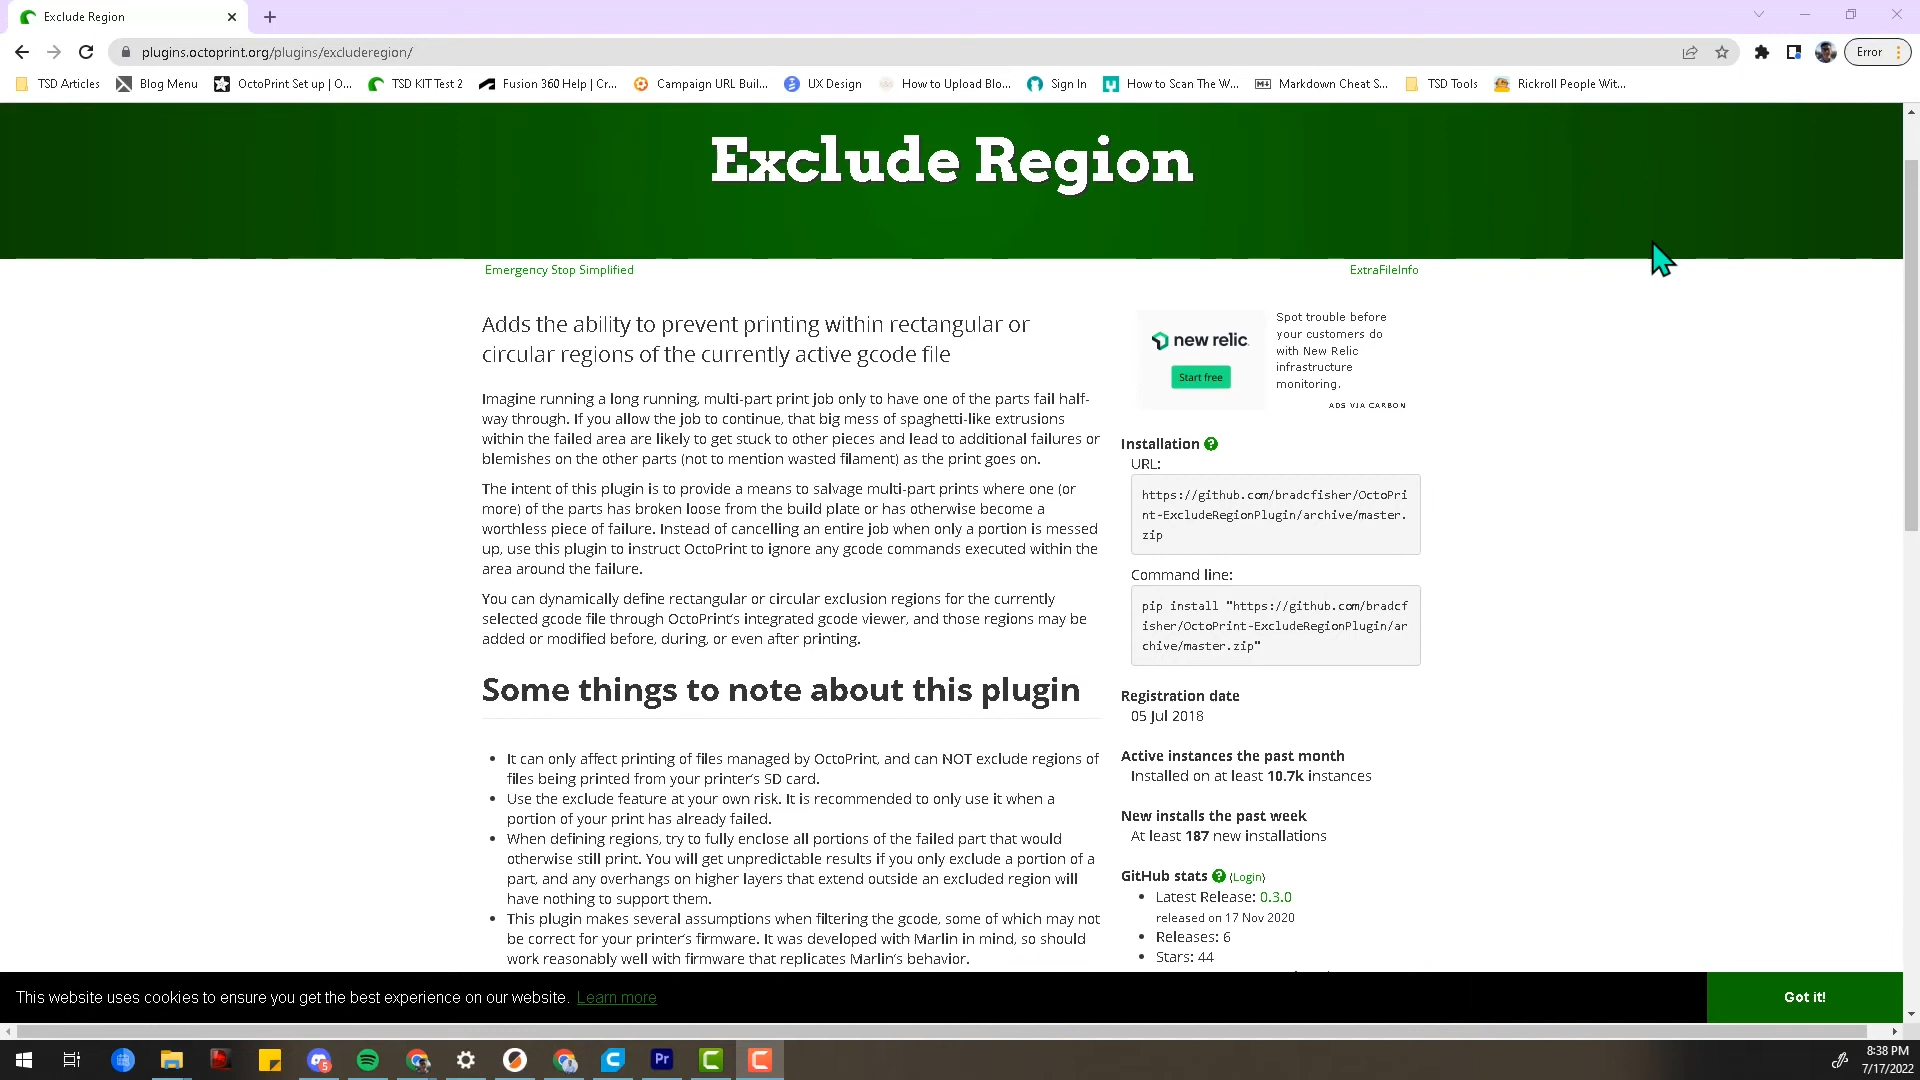 Exclude Region
plugins.octoprint.org/plugins/excluderegion/
Error
TSD Articles
Blog Menu
OctoPrint Set up | O...
TSD KIT Test 2
Fusion 360 Help | Cr...
Campaign URL Buil...
UX Design
How to Upload Blo...
Sign In
How to Scan The W...
Markdown Cheat S...
TSD Tools
Rickroll People Wit...
Exclude Region
Emergency Stop Simplified
ExtraFileInfo
Adds the ability to prevent printing within rectangular or
circular regions of the currently active gcode file
Imagine running a long running, multi-part print job only to have one of the parts fail half-
way through. If you allow the job to continue, that big mess of spaghetti-like extrusions
within the failed area are likely to get stuck to other pieces and lead to additional failures or
blemishes on the other parts (not to mention wasted filament) as the print goes on.
The intent of this plugin is to provide a means to salvage multi-part prints where one (or
more) of the parts has broken loose from the build plate or has otherwise become a
worthless piece of failure. Instead of cancelling an entire job when only a portion is messed
up, use this plugin to instruct OctoPrint to ignore any gcode commands executed within the
area around the failure.
You can dynamically define rectangular or circular exclusion regions for the currently
selected gcode file through OctoPrint's integrated gcode viewer, and those regions may be
added or modified before, during, or even after printing.
Some things to note about this plugin
• It can only affect printing of files managed by OctoPrint, and can NOT exclude regions of
files being printed from your printer's SD card.
• Use the exclude feature at your own risk. It is recommended to only use it when a
portion of your print has already failed.
• When defining regions, try to fully enclose all portions of the failed part that would
otherwise still print. You will get unpredictable results if you only exclude a portion of a
part, and any overhangs on higher layers that extend outside an excluded region will
have nothing to support them.
• This plugin makes several assumptions when filtering the gcode, some of which may not
be correct for your printer's firmware. It was developed with Marlin in mind, so should
work reasonably well with firmware that replicates Marlin's behavior.
new relic
Start free
Spot trouble before
your customers do
with New Relic
infrastructure
monitoring.
ADS VIA CARBON
Installation
URL:
https://github.com/bradcfisher/OctoPri
nt-ExcludeRegionPlugin/archive/master.
zip
Command line:
pip install "https://github.com/bradcf
isher/OctoPrint-ExcludeRegionPlugin/ar
chive/master.zip"
Registration date
05 Jul 2018
Active instances the past month
Installed on at least 10.7k instances
New installs the past week
At least 187 new installations
GitHub stats (Login)
• Latest Release: 0.3.0
released on 17 Nov 2020
• Releases: 6
• Stars: 44
This website uses cookies to ensure you get the best experience on our website. Learn more
Got it!
5
Pr
8:38 PM
7/17/2022